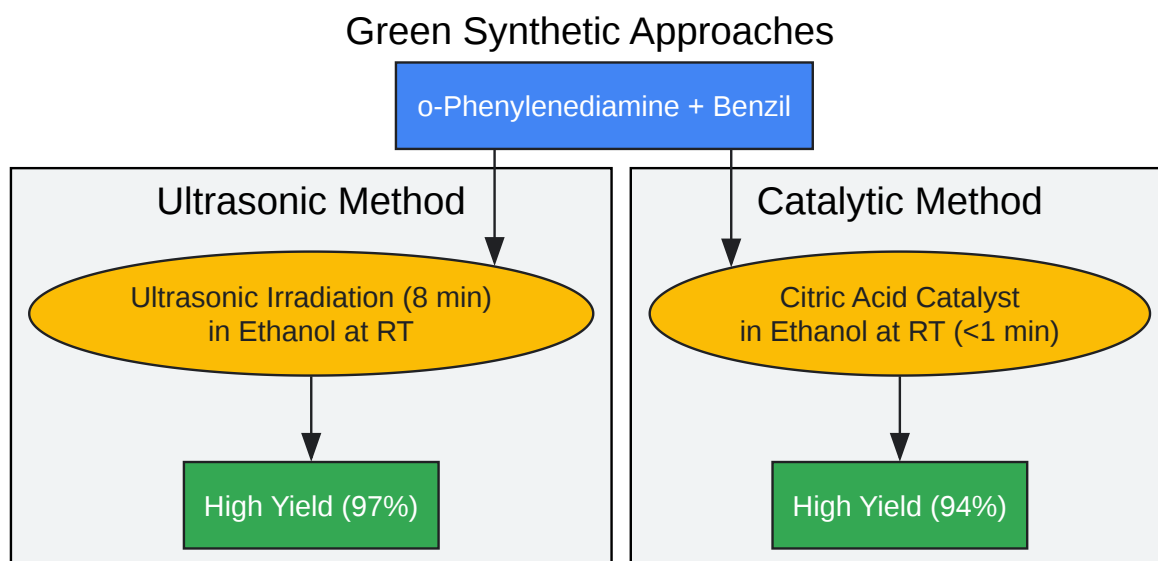 Green Synthetic Approaches
o-Phenylenediamine + Benzil
Ultrasonic Method
Ultrasonic Irradiation (8 min)
in Ethanol at RT
High Yield (97%)
Catalytic Method
Citric Acid Catalyst
in Ethanol at RT (<1 min)
High Yield (94%)